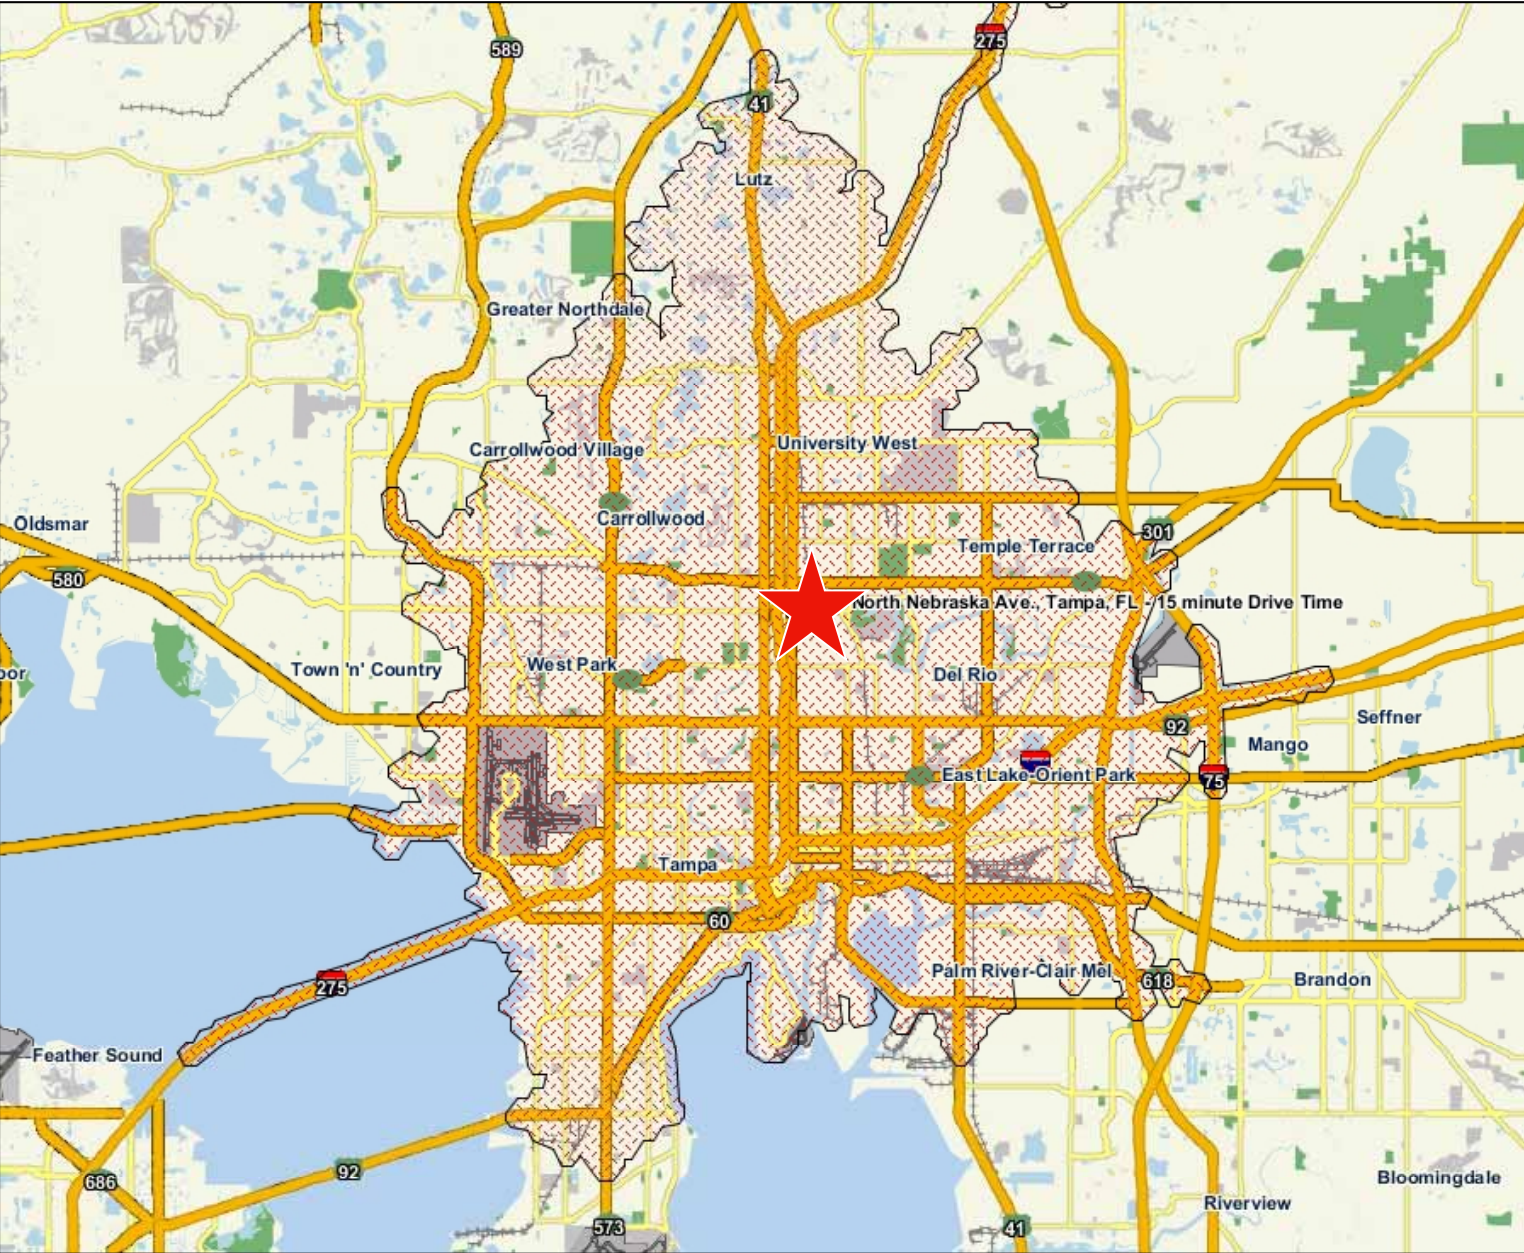 589
275
41
Lutz
Greater Northdale
University West
Carrollwood Village
Carrollwood
Oldsmar
301
Temple Terrace
580
North Nebraska Ave., Tampa, FL - 15 minute Drive Time
West Park
Town 'n' Country
Del Rio
oor
Seffner
92
Mango
East Lake-Orient Park
75
Tampa
60
Palm River-Clair Mel
618
Brandon
275
Feather Sound
92
686
Bloomingdale
Riverview
573
41